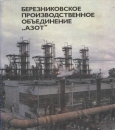 БЕРЕЗНИКОВСКОЕ
ПРОИЗВОДСТВЕННОЕ
ОБЪЕДИНЕНИЕ
„АЗОТ"